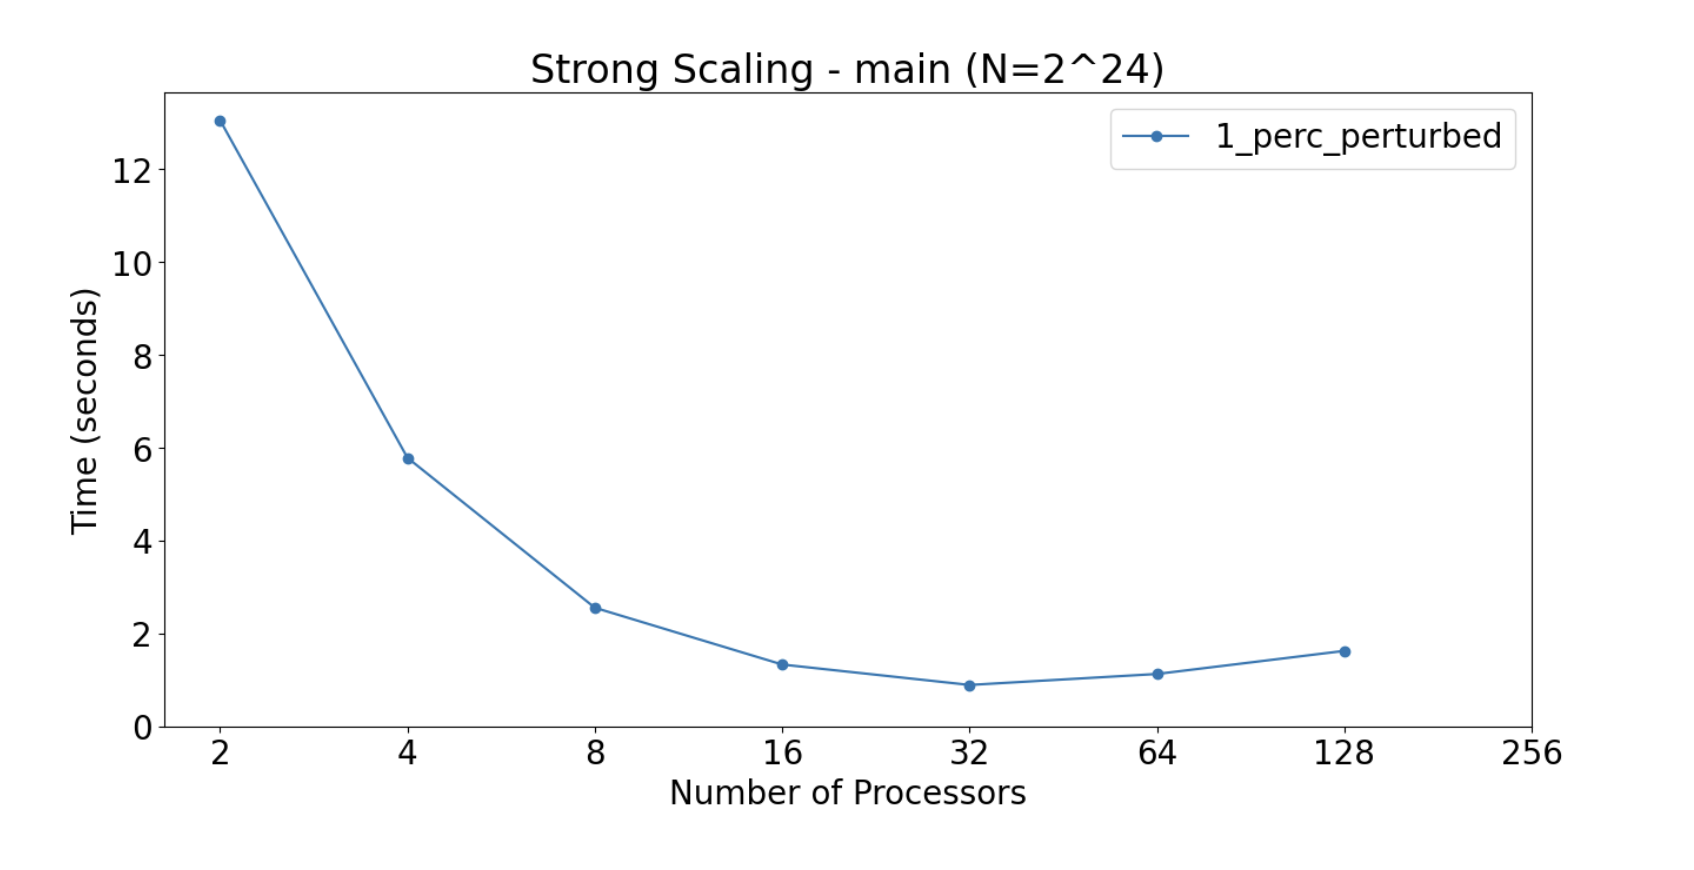 Strong Scaling - main (N=2^24)
1_perc_perturbed
12
10
8
6
4
2
0
Time (seconds)
2 4 8 16 32 64 128 256
Number of Processors